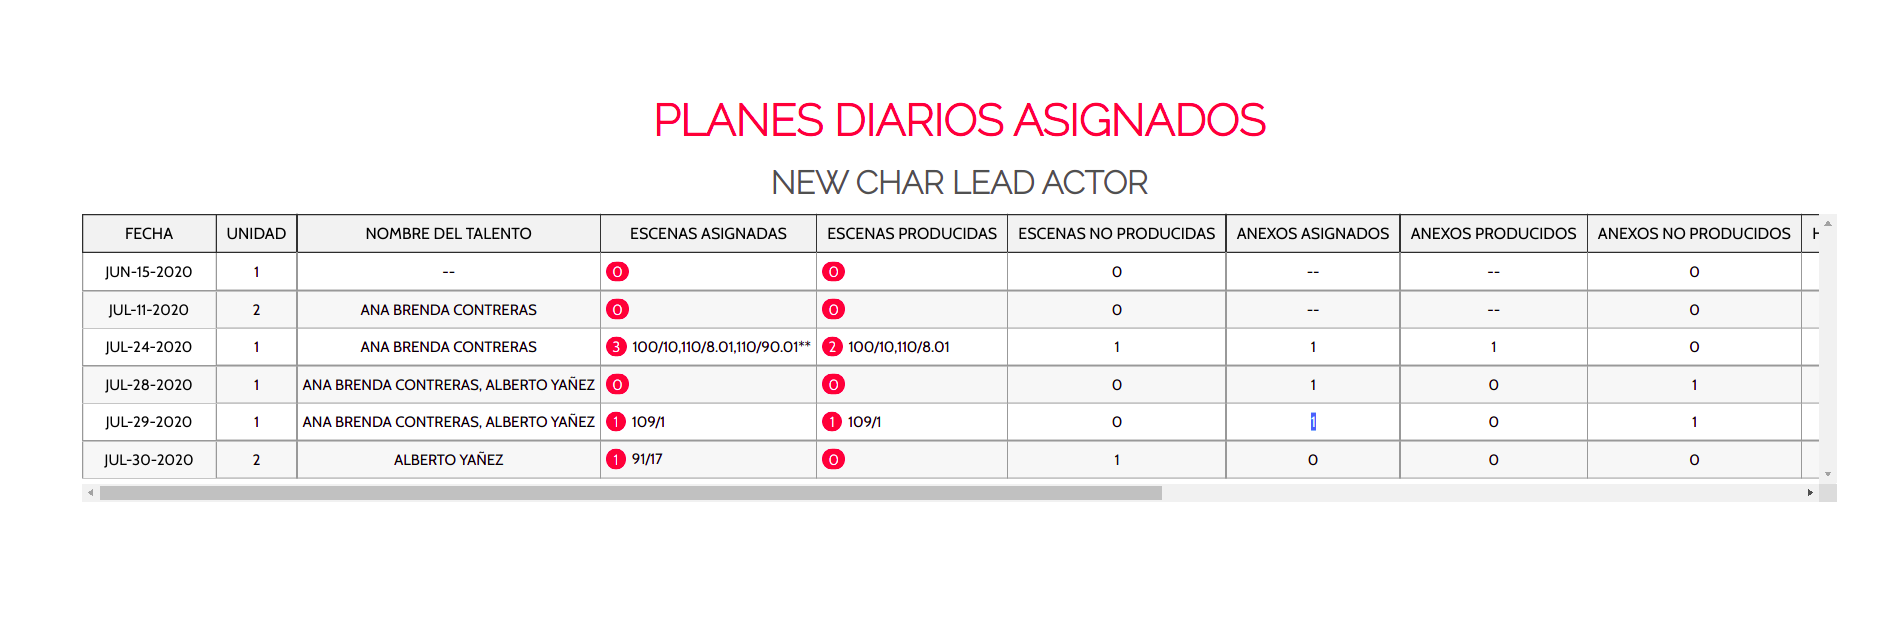 PLANES DIARIOS ASIGNADOS
NEW CHAR LEAD ACTOR
FECHA UNIDAD NOMBRE DEL TALENTO ESCENAS ASIGNADAS ESCENAS PRODUCIDAS ESCENAS NO PRODUCIDAS ANEXOS ASIGNADOS ANEXOS PRODUCIDOS ANEXOS NO PRODUCIDOS
JUN-15-2020 1 -- 0 0 0 -- -- 0
JUL-11-2020 2 ANA BRENDA CONTRERAS 0 0 0 -- -- 0
JUL-24-2020 1 ANA BRENDA CONTRERAS 3 100/10,110/8.01,110/90.01** 2 100/10,110/8.01 1 1 1 0
JUL-28-2020 1 ANA BRENDA CONTRERAS, ALBERTO YAÑEZ 0 0 0 1 0 1
JUL-29-2020 1 ANA BRENDA CONTRERAS, ALBERTO YAÑEZ 1 109/1 1 109/1 0 1 0 1
JUL-30-2020 2 ALBERTO YAÑEZ 1 91/17 0 1 0 0 0